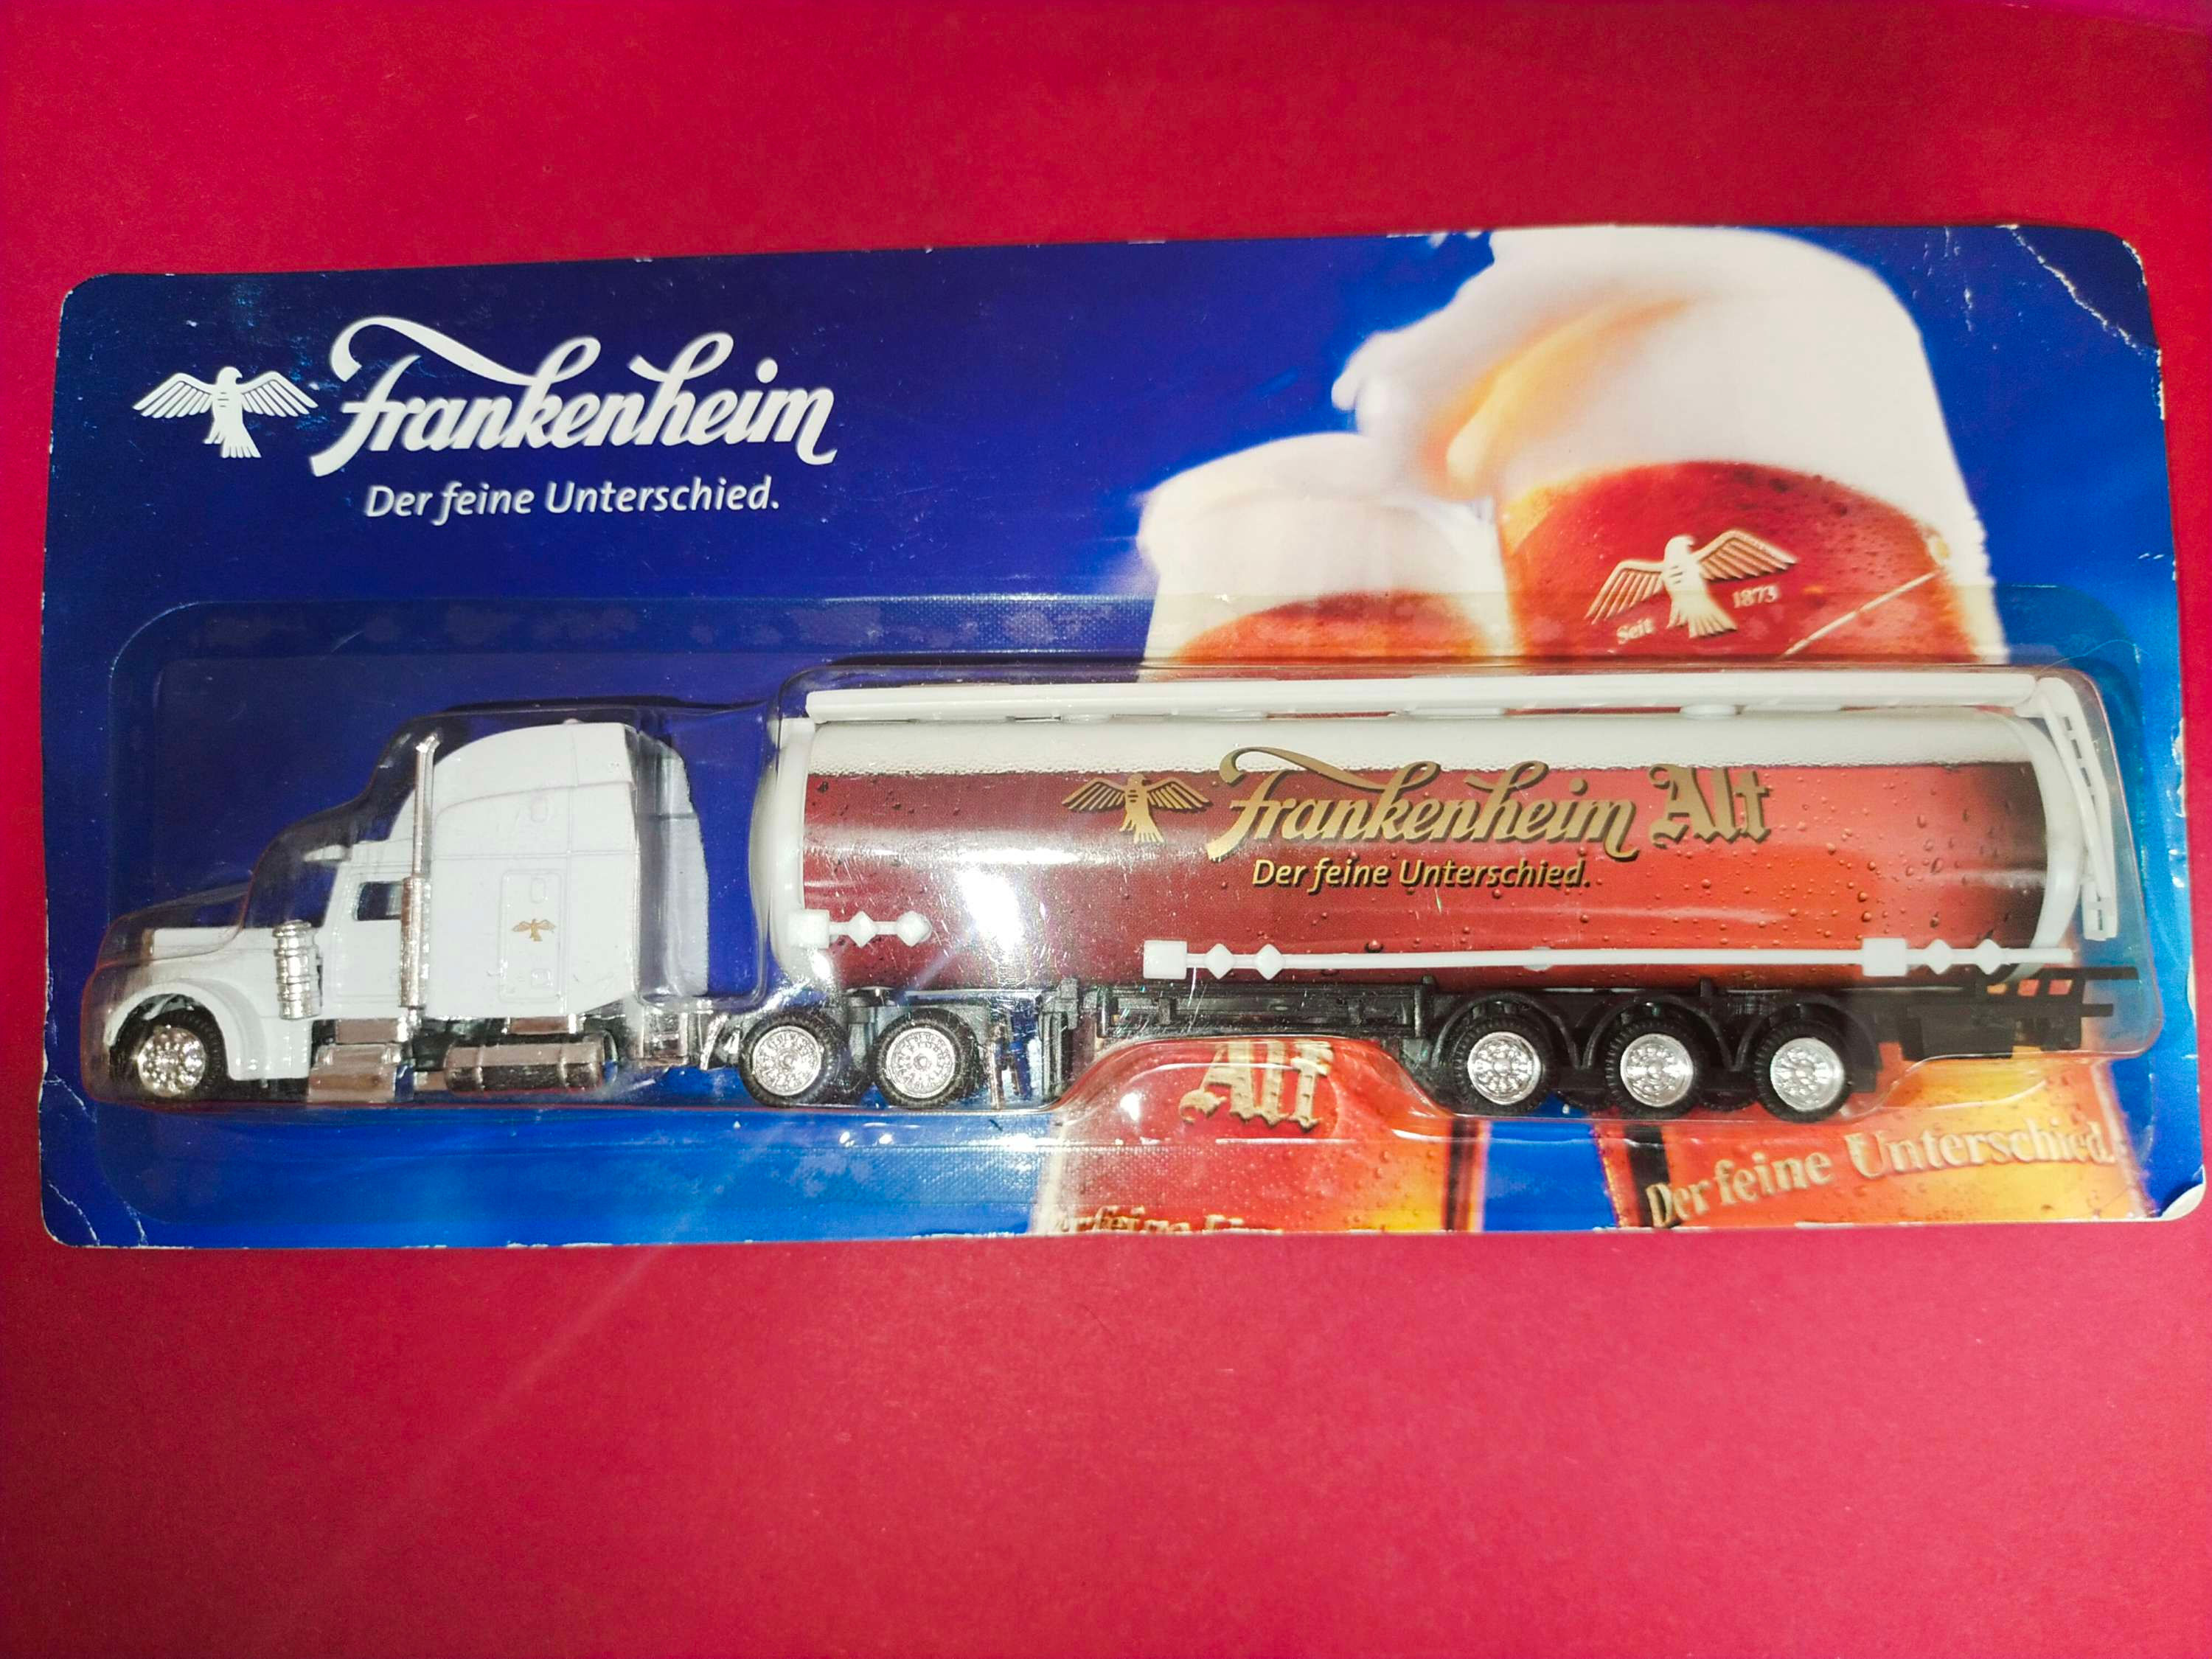 Frankenheim
Der feine Unterschied.
Seit 1873
Frankenheim Alt
Der feine Unterschied.
Alt
Der feine Unterschied.